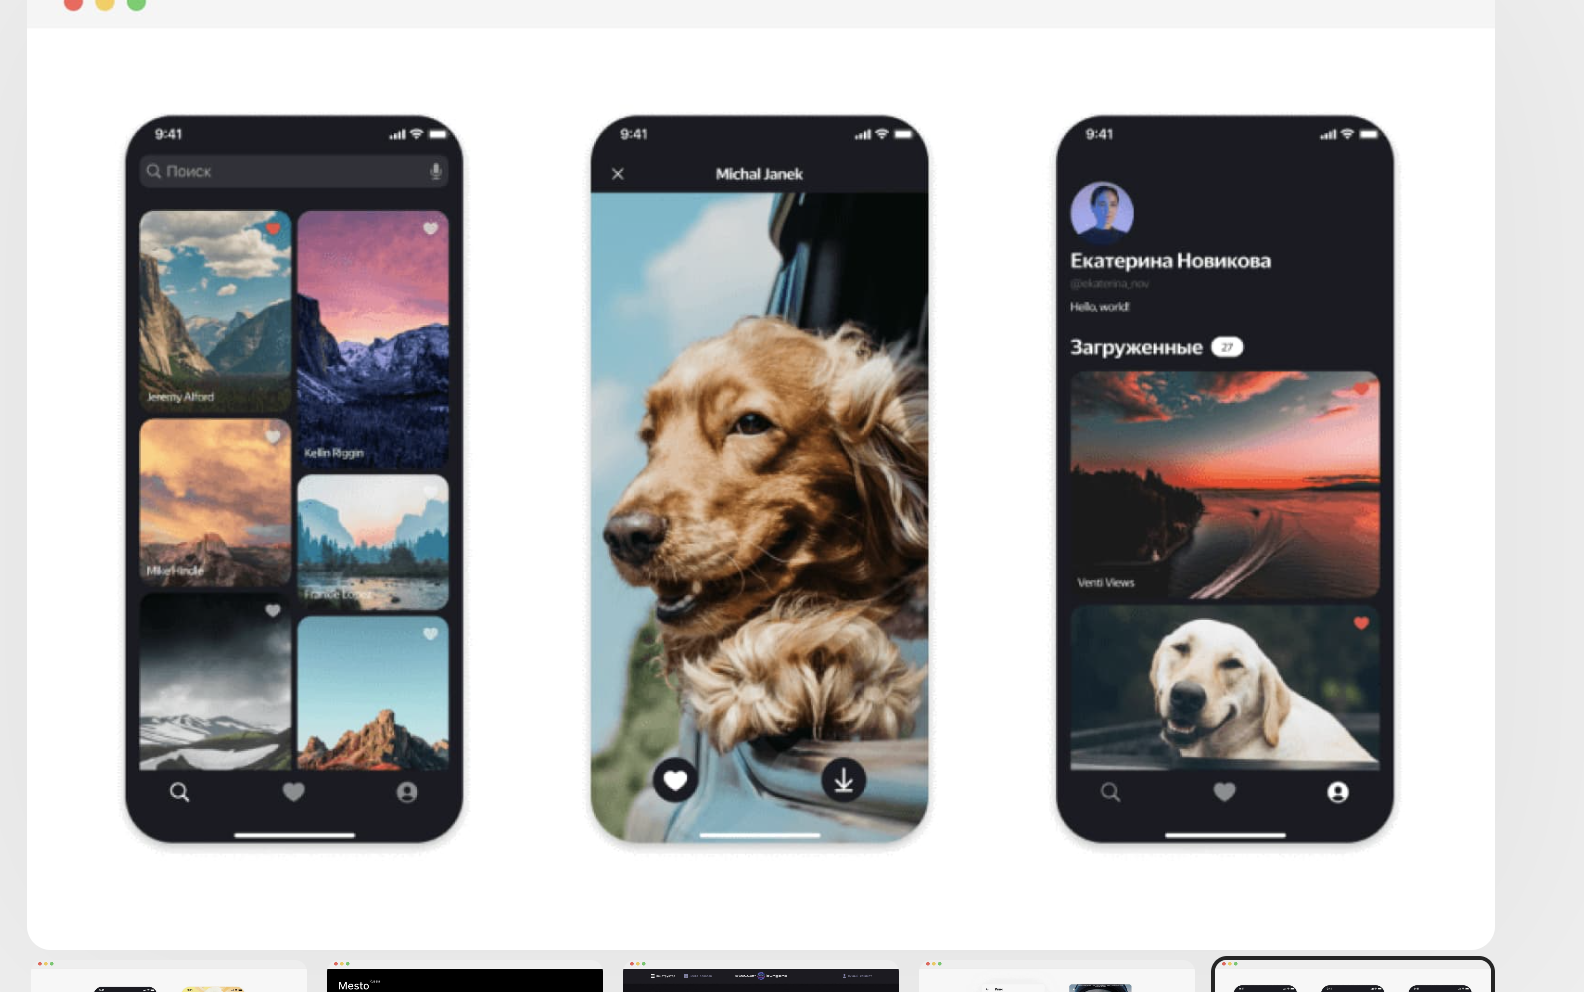 9:41
Поиск
Jeremy Alford
Kellin Riggin
Mike Hindle
Frankie Lopez
9:41
Michal Janek
9:41
Екатерина Новикова
@ekaterina_nov
Hello, world!
Загруженные 27
Venti Views
Mesto